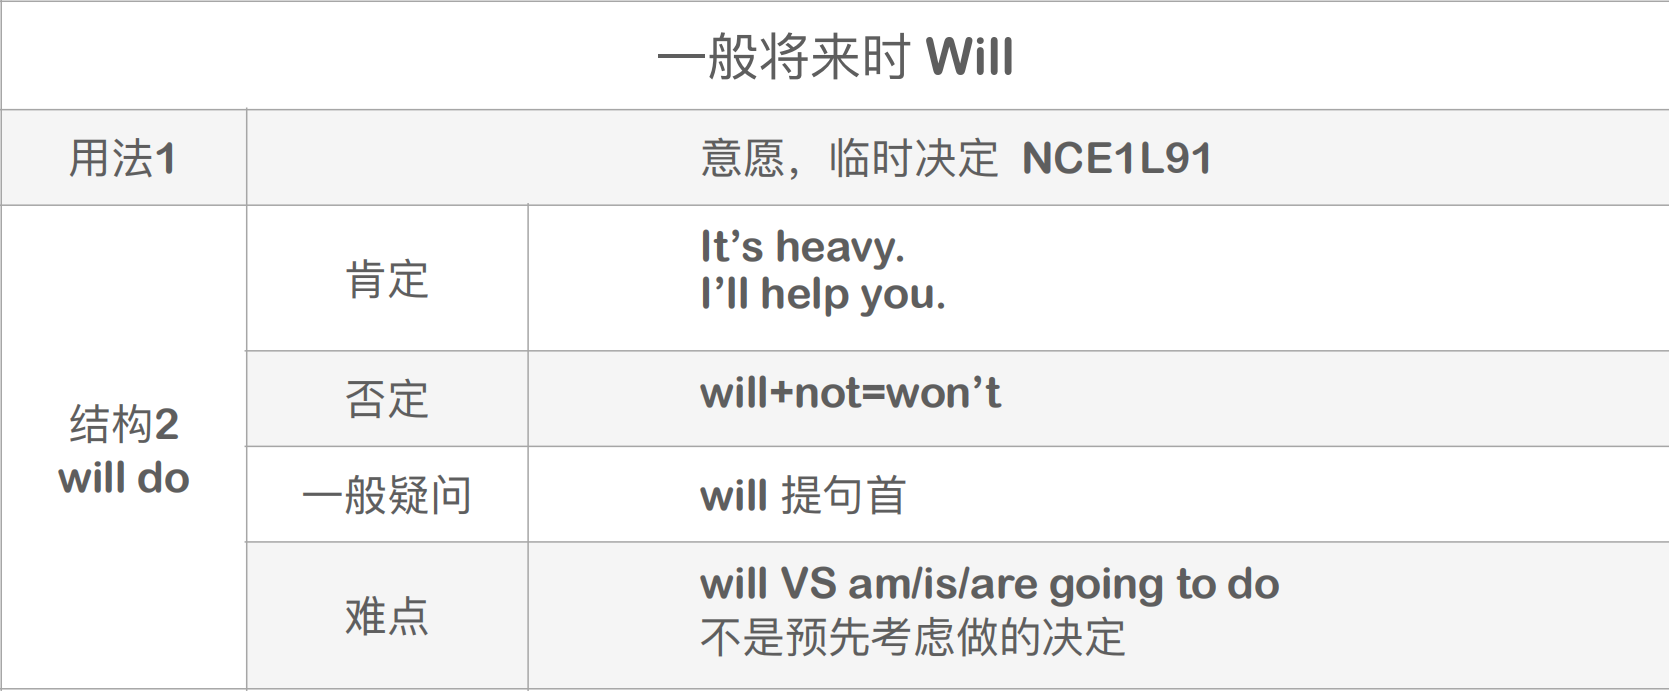 一般将来时 Will
用法1
意愿，临时决定 NCE1L91
结构2
will do
肯定
It’s heavy.
I’ll help you.
否定
will+not=won’t
一般疑问
will 提句首
难点
will VS am/is/are going to do
不是预先考虑做的决定